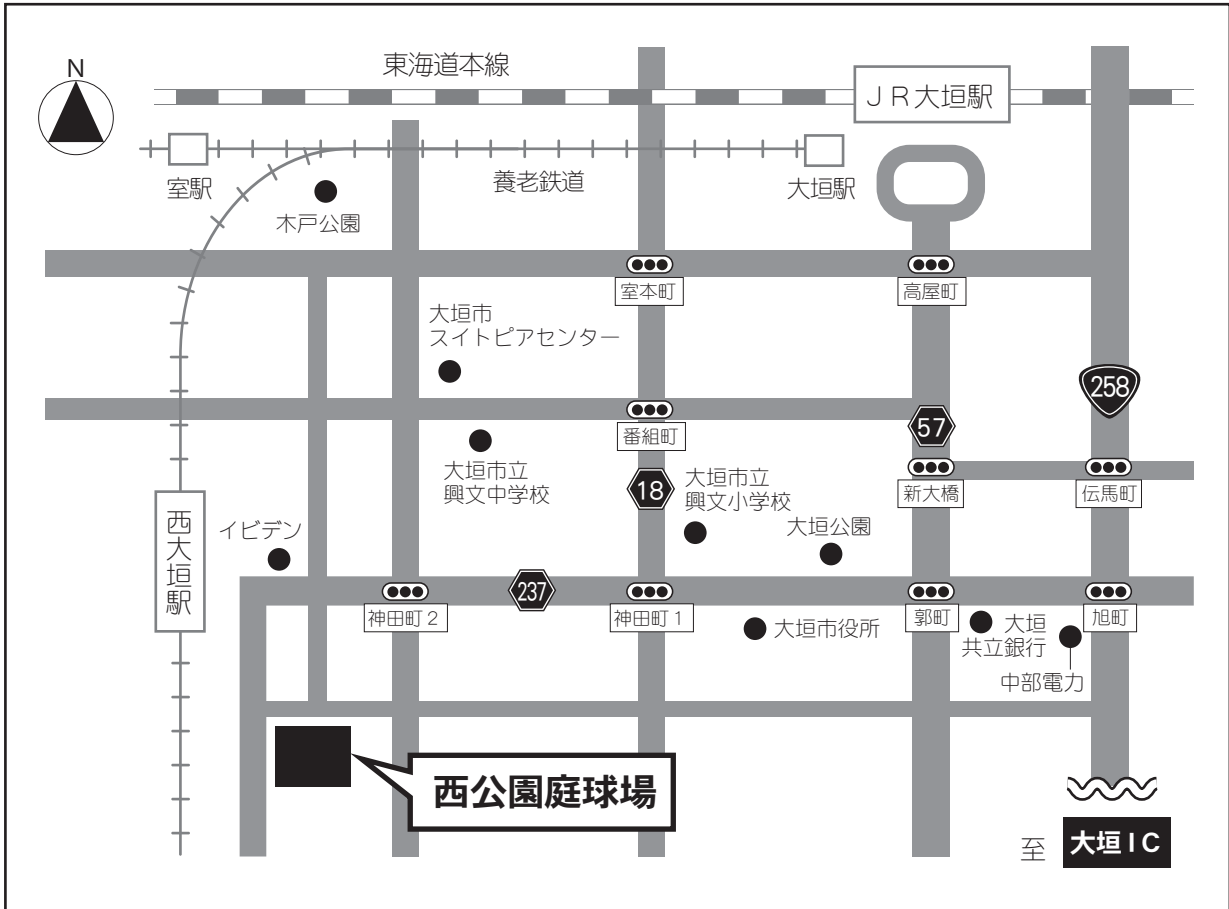 N
東海道本線
JR大垣駅
室駅
養老鉄道
大垣駅
木戸公園
室本町
高屋町
大垣市
スイトピアセンター
258
番組町
57
大垣市立
興文中学校
18
大垣市立
興文小学校
新大橋
伝馬町
西大垣駅
イビデン
大垣公園
237
神田町2
神田町1
大垣市役所
郭町
大垣
共立銀行
旭町
中部電力
西公園庭球場
至
大垣IC